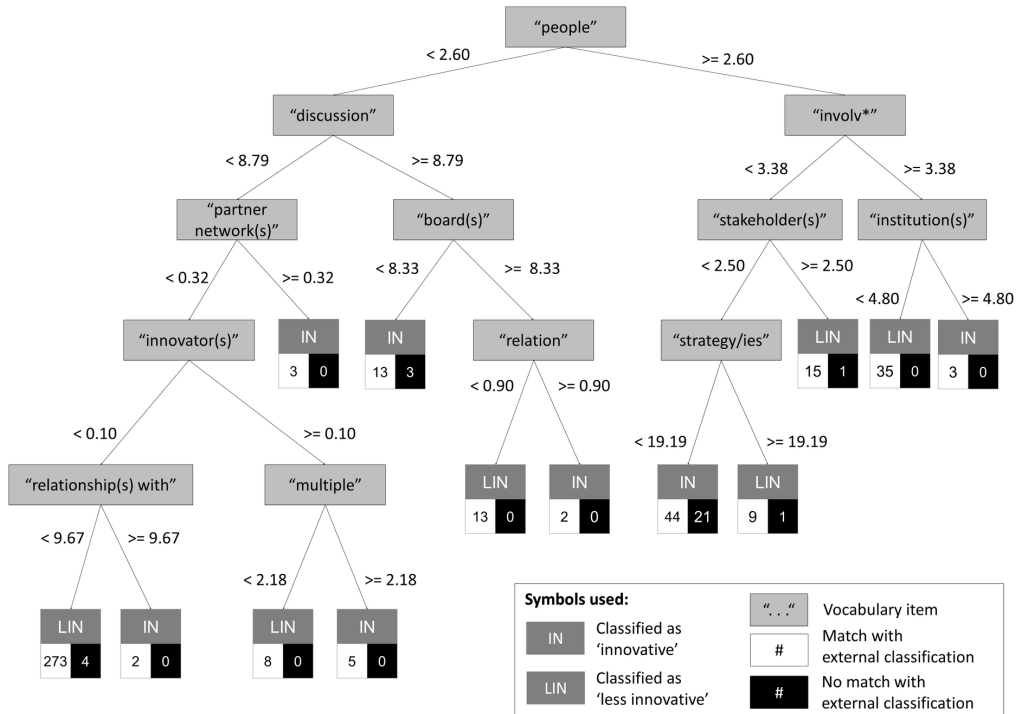 “people”
< 2.60
>= 2.60
“discussion”
“involv*”
< 8.79
>= 8.79
< 3.38
>= 3.38
“partner
network(s)”
“board(s)”
“stakeholder(s)”
“institution(s)”
< 0.32
>= 0.32
< 8.33
>= 8.33
< 2.50
>= 2.50
< 4.80
>= 4.80
“innovator(s)”
IN
3 0
IN
13 3
“relation”
“strategy/ies”
LIN
15 1
LIN
35 0
IN
3 0
< 0.10
>= 0.10
< 0.90
>= 0.90
< 19.19
>= 19.19
“relationship(s) with”
“multiple”
LIN
13 0
IN
2 0
IN
44 21
LIN
9 1
< 9.67
>= 9.67
< 2.18
>= 2.18
LIN
273 4
IN
2 0
LIN
8 0
IN
5 0
Symbols used:
IN
Classified as
‘innovative’
LIN
Classified as
‘less innovative’
“. . .“
Vocabulary item
#
Match with
external classification
#
No match with
external classification